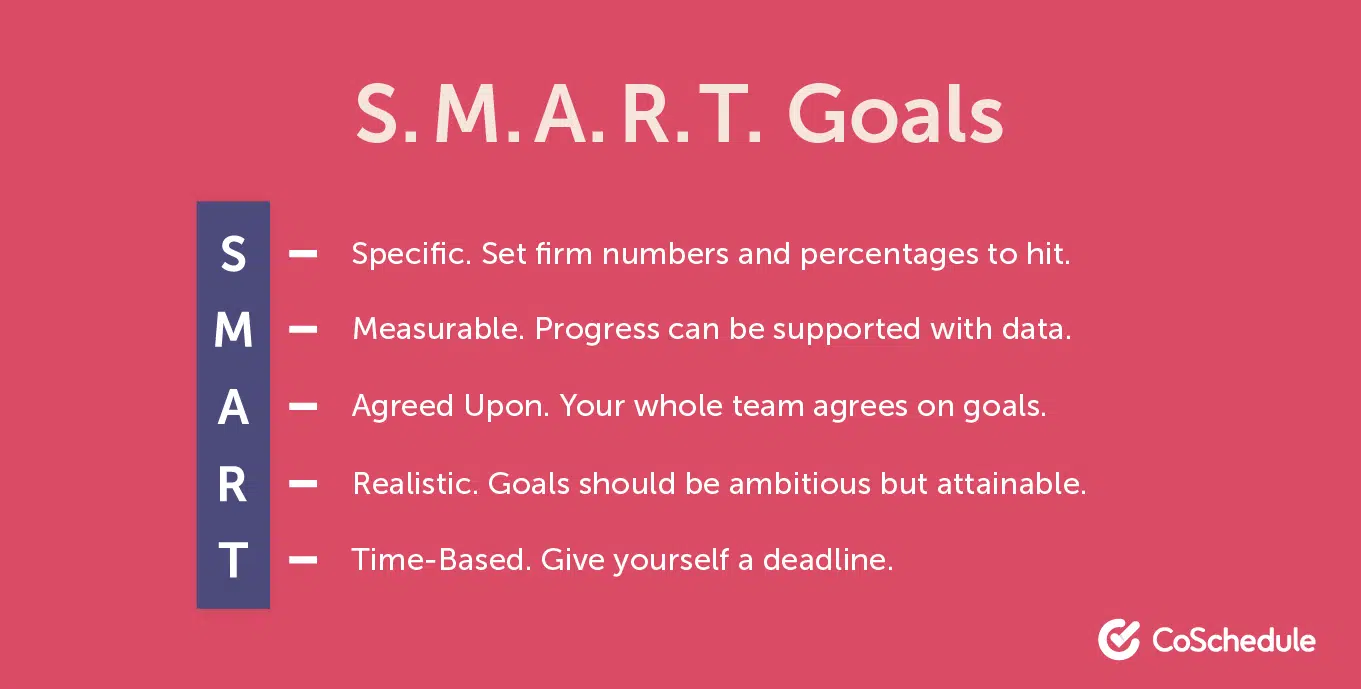 S.M.A.R.T. Goals
S – Specific. Set firm numbers and percentages to hit.
M – Measurable. Progress can be supported with data.
A – Agreed Upon. Your whole team agrees on goals.
R – Realistic. Goals should be ambitious but attainable.
T – Time-Based. Give yourself a deadline.
CoSchedule